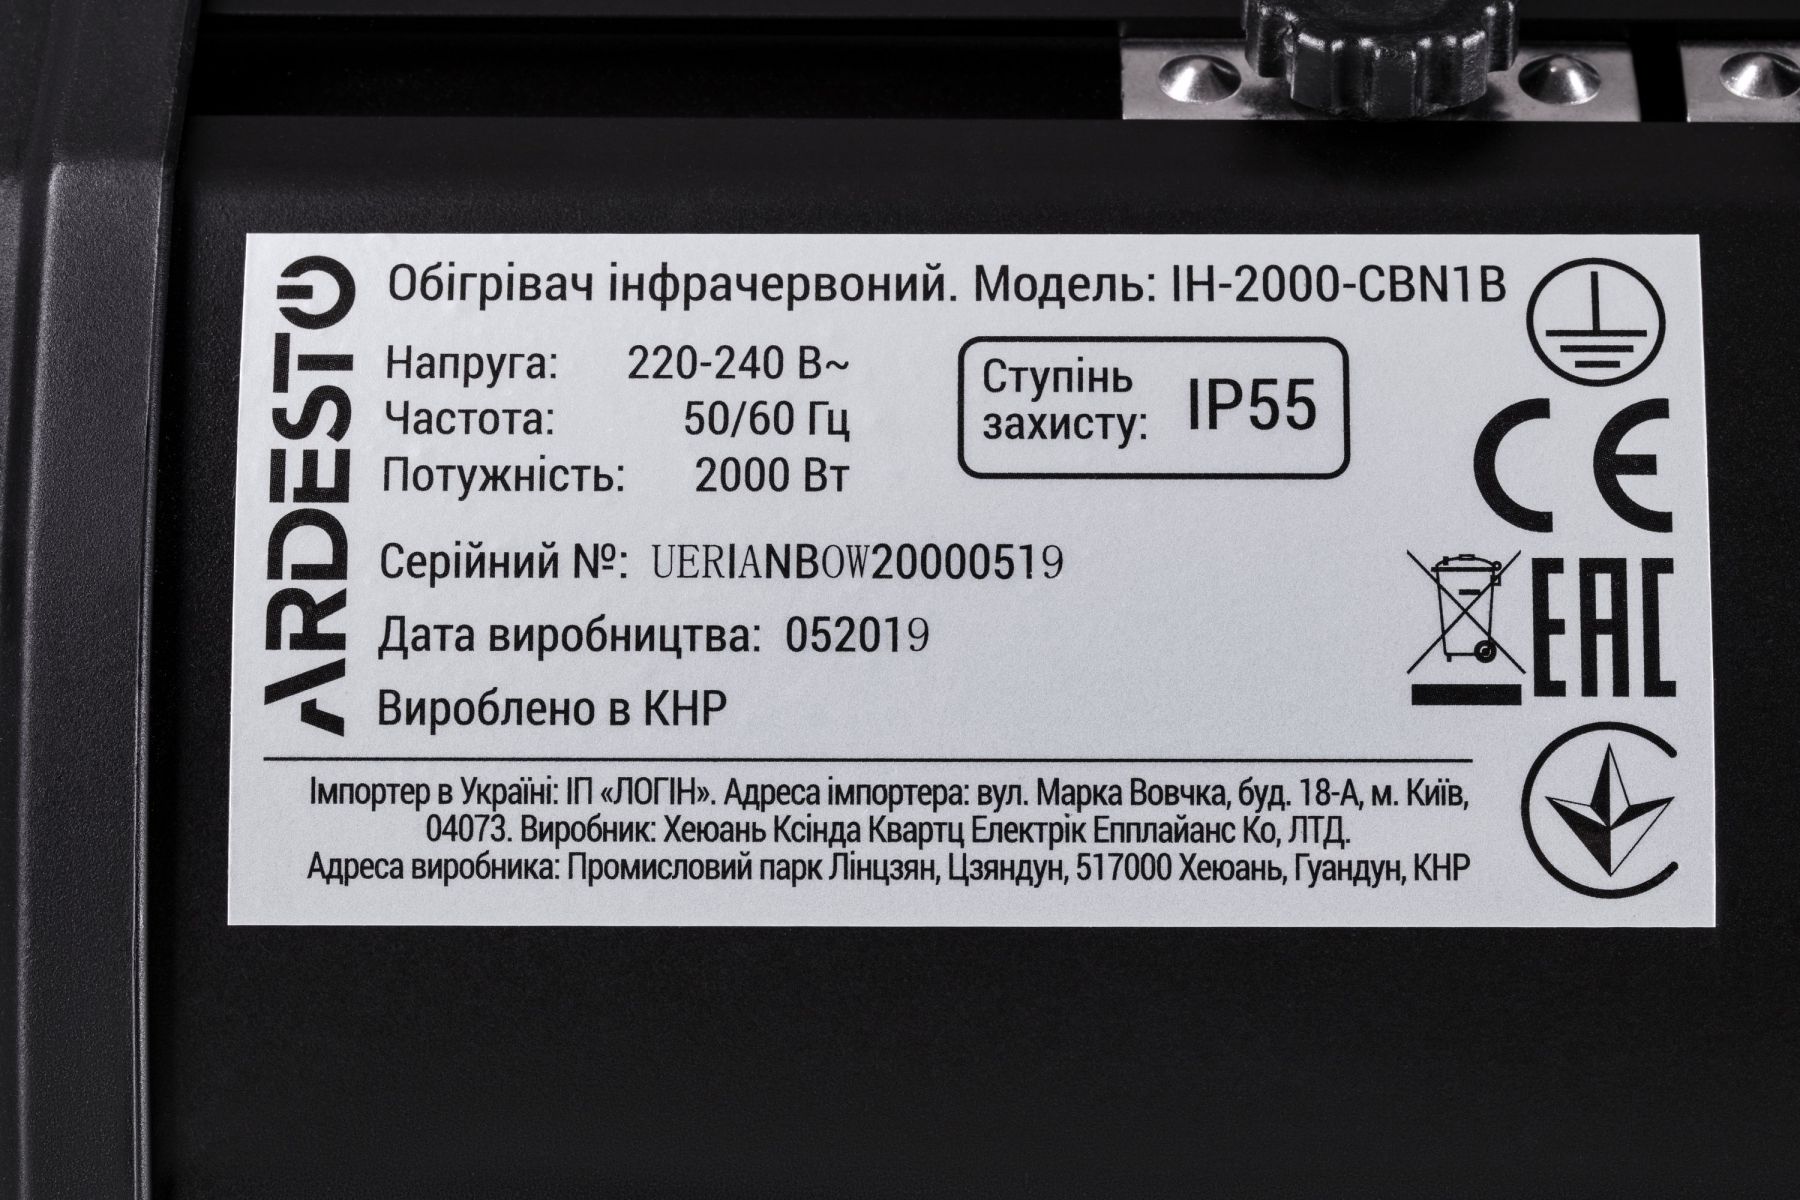 ARDESTO
Обігрівач інфрачервоний. Модель: IH-2000-CBN1B
Напруга: 220-240 В~
Частота: 50/60 Гц
Потужність: 2000 Вт
Ступінь
захисту: IP55
Серійний №: UERIANBOW20000519
Дата виробництва: 052019
Вироблено в КНР
CE
EAC
Імпортер в Україні: ІП «ЛОГІН». Адреса імпортера: вул. Марка Вовчка, буд. 18-А, м. Київ,
04073. Виробник: Хеюань Ксінда Квартц Електрік Епплайанс Ко, ЛТД.
Адреса виробника: Промисловий парк Лінцзян, Цзяндун, 517000 Хеюань, Гуандун, КНР